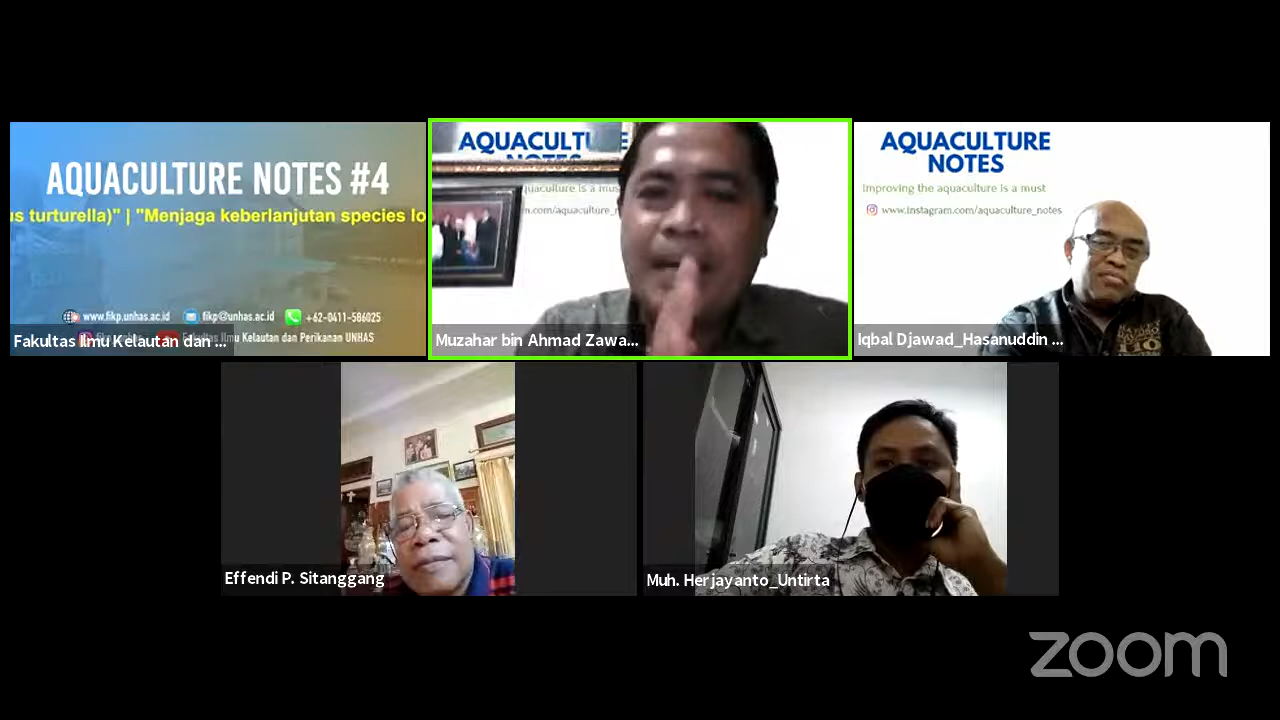 AQUACULTURE NOTES #4
us turturella)" | "Menjaga keberlanjutan species lo
www.fikp.unhas.ac.id fikp@unhas.ac.id +62-0411-586025
Fakultas Ilmu Kelautan dan Perikanan UNHAS
Fakultas Ilmu Kelautan dan ...
AQUACULTURE
NOTES
aquaculture is a mus
m.com/aquaculture_n
Muzahar bin Ahmad Zawa...
AQUACULTURE
NOTES
Improving the aquaculture is a must
www.instagram.com/aquaculture_notes
Iqbal Djawad_Hasanuddin ...
Effendi P. Sitanggang
Muh. Herjayanto_Untirta
zoom